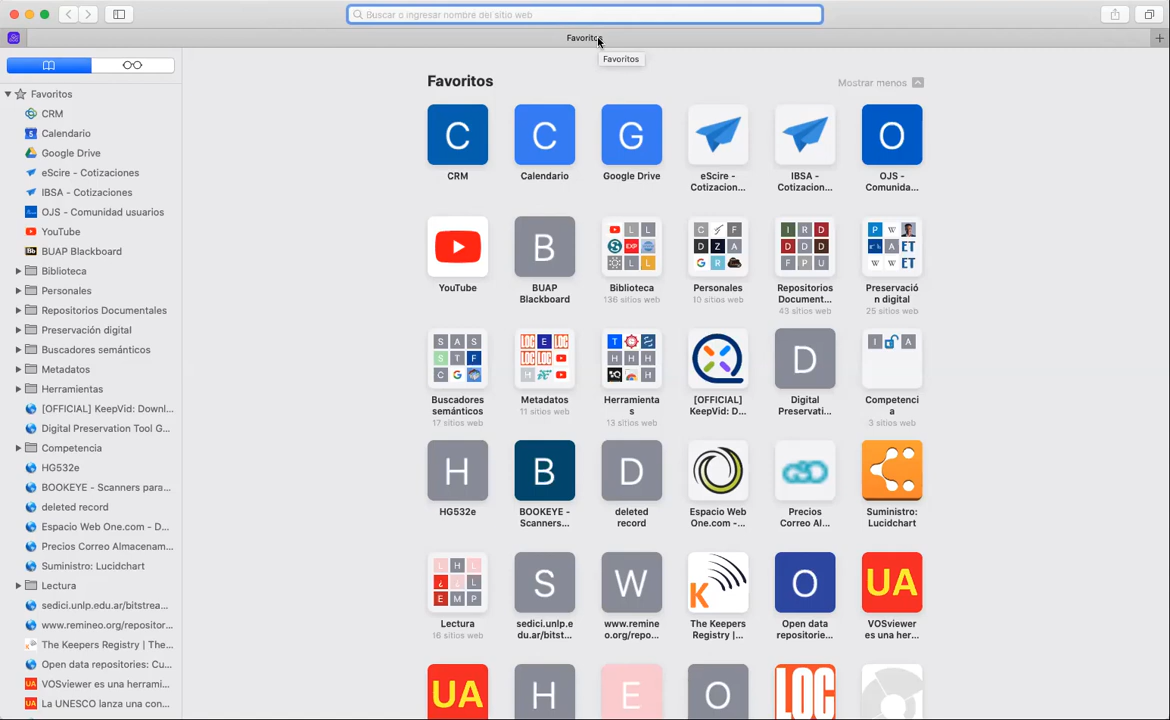 Buscar o ingresar nombre del sitio web
Favoritos
Favoritos
Favoritos
CRM
Calendario
Google Drive
eScire - Cotizaciones
IBSA - Cotizaciones
OJS - Comunidad usuarios
YouTube
BUAP Blackboard
Biblioteca
Personales
Repositorios Documentales
Preservación digital
Buscadores semánticos
Metadatos
Herramientas
[OFFICIAL] KeepVid: Downl...
Digital Preservation Tool G...
Competencia
HG532e
BOOKEYE - Scanners para...
deleted record
Espacio Web One.com - D...
Precios Correo Almacenam...
Suministro: Lucidchart
Lectura
sedici.unlp.edu.ar/bitstrea...
www.remineo.org/repositor...
The Keepers Registry | The...
Open data repositories: Cu...
VOSviewer es una herrami...
La UNESCO lanza una con...
Favoritos
Mostrar menos
C
C
G
O
CRM
Calendario
Google Drive
eScire -
Cotizacion...
IBSA -
Cotizacion...
OJS -
Comunida...
B
YouTube
BUAP
Blackboard
Biblioteca
136 sitios web
Personales
10 sitios web
Repositorios
Document...
43 sitios web
Preservació
n digital
25 sitios web
D
Buscadores
semánticos
17 sitios web
Metadatos
11 sitios web
Herramienta
s
13 sitios web
[OFFICIAL]
KeepVid: D...
Digital
Preservati...
Competenci
a
3 sitios web
H
B
D
HG532e
BOOKEYE -
Scanners...
deleted
record
Espacio Web
One.com -...
Precios
Correo Al...
Suministro:
Lucidchart
S
W
K
O
UA
Lectura
16 sitios web
sedici.unlp.e
du.ar/bitst...
www.remine
o.org/repo...
The Keepers
Registry |...
Open data
repositorie...
VOSviewer
es una her...
UA
H
E
O
LOC